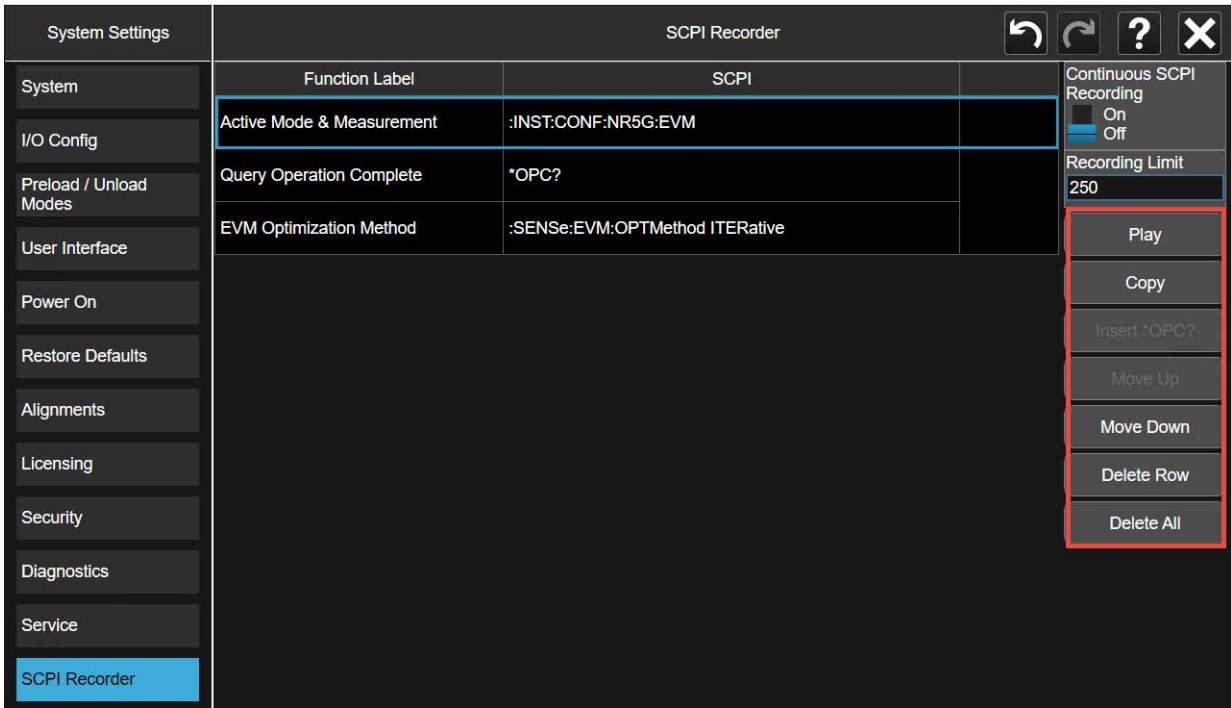 System Settings
SCPI Recorder
?
System
I/O Config
Preload / Unload
Modes
User Interface
Power On
Restore Defaults
Alignments
Licensing
Security
Diagnostics
Service
SCPI Recorder
Function Label
SCPI
Active Mode & Measurement
:INST:CONF:NR5G:EVM
Query Operation Complete
*OPC?
EVM Optimization Method
:SENSe:EVM:OPTMethod ITERative
Continuous SCPI
Recording
On
Off
Recording Limit
250
Play
Copy
Insert *OPC?
Move Up
Move Down
Delete Row
Delete All